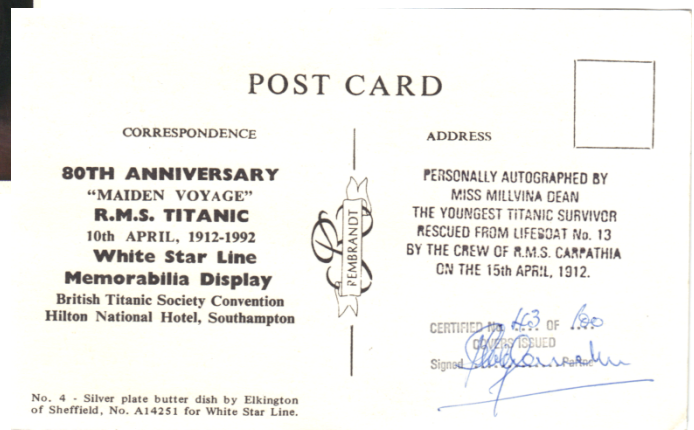 POST CARD
CORRESPONDENCE
80TH ANNIVERSARY
"MAIDEN VOYAGE"
R.M.S. TITANIC
10th APRIL, 1912-1992
White Star Line
Memorabilia Display
British Titanic Society Convention
Hilton National Hotel, Southampton
No. 4 - Silver plate butter dish by Elkington
of Sheffield, No. A14251 for White Star Line.
REMBRANDT
ADDRESS
PERSONALLY AUTOGRAPHED BY
MISS MILLVINA DEAN
THE YOUNGEST TITANIC SURVIVOR
RESCUED FROM LIFEBOAT No. 13
BY THE CREW OF R.M.S. CARPATHIA
ON THE 15th APRIL, 1912.
CERTIFIED No 43 OF 100
COVERS ISSUED
Signed